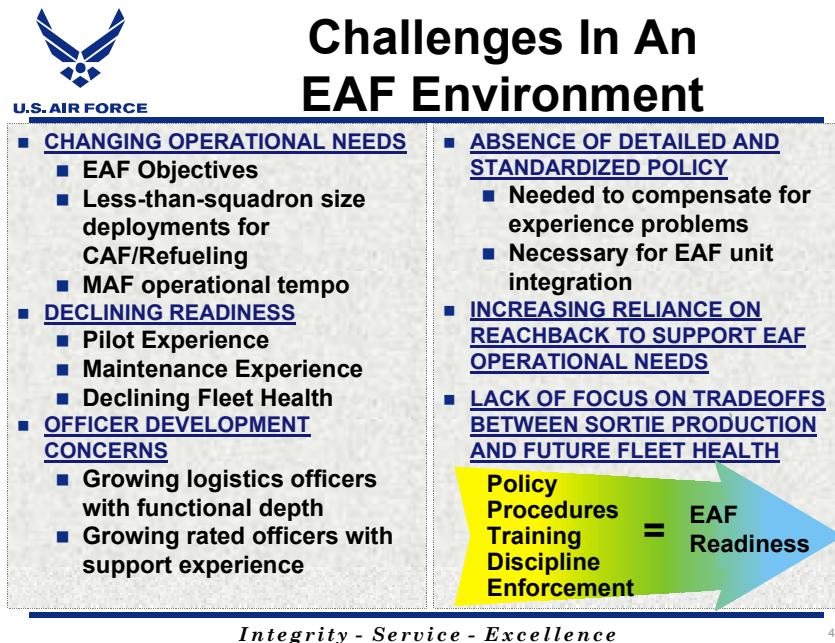 Challenges In An
EAF Environment
U.S. AIR FORCE
■ CHANGING OPERATIONAL NEEDS
■ EAF Objectives
■ Less-than-squadron size
deployments for
CAF/Refueling
■ MAF operational tempo
■ DECLINING READINESS
■ Pilot Experience
■ Maintenance Experience
■ Declining Fleet Health
■ OFFICER DEVELOPMENT
CONCERNS
■ Growing logistics officers
with functional depth
■ Growing rated officers with
support experience
■ ABSENCE OF DETAILED AND
STANDARDIZED POLICY
■ Needed to compensate for
experience problems
■ Necessary for EAF unit
integration
■ INCREASING RELIANCE ON
REACHBACK TO SUPPORT EAF
OPERATIONAL NEEDS
■ LACK OF FOCUS ON TRADEOFFS
BETWEEN SORTIE PRODUCTION
AND FUTURE FLEET HEALTH
Policy
Procedures
Training
Discipline
Enforcement
=
EAF
Readiness
Integrity - Service - Excellence
4